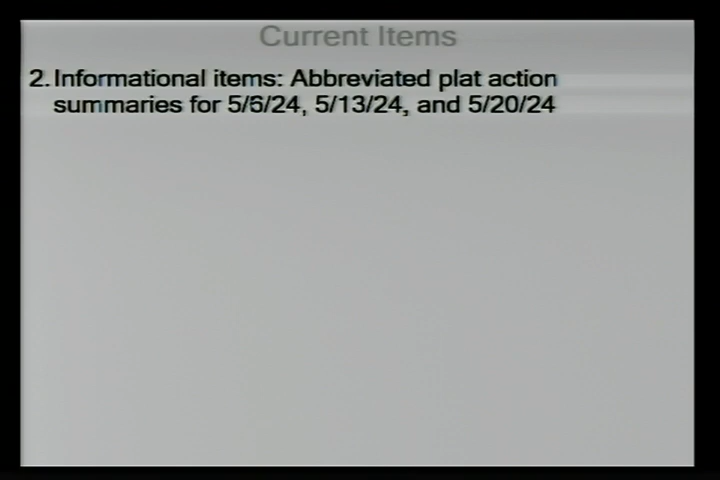 Current Items
2. Informational items: Abbreviated plat action
summaries for 5/6/24, 5/13/24, and 5/20/24